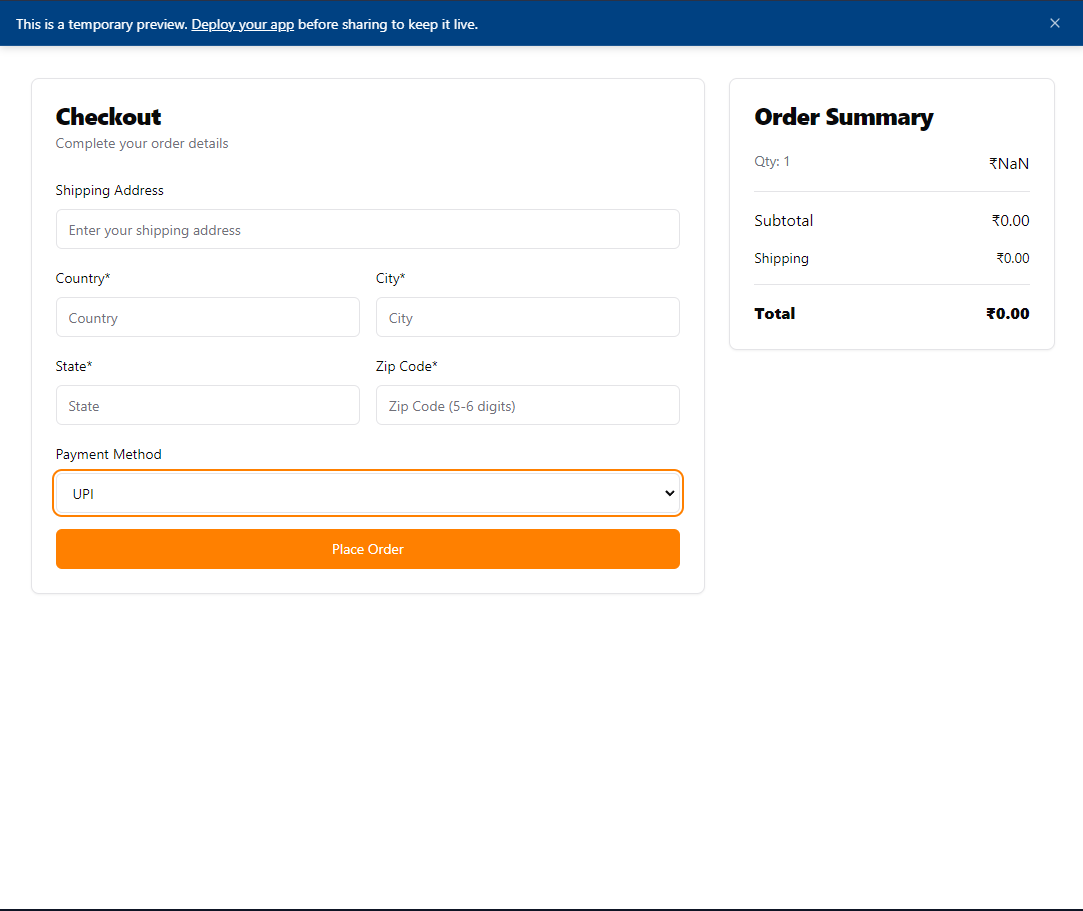 This is a temporary preview. Deploy your app before sharing to keep it live.
Checkout
Complete your order details
Shipping Address
Enter your shipping address
Country*
City*
Country
City
State*
Zip Code*
State
Zip Code (5-6 digits)
Payment Method
UPI
Place Order
Order Summary
Qty: 1 ₹NaN
Subtotal ₹0.00
Shipping ₹0.00
Total ₹0.00